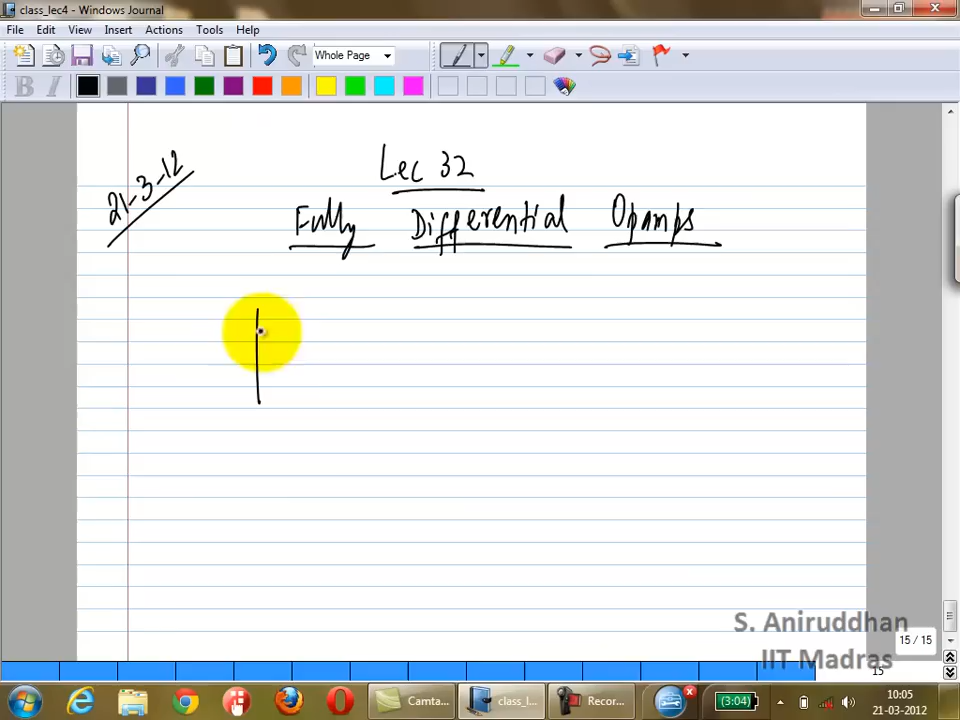 class_lec4 - Windows Journal
File Edit View Insert Actions Tools Help
Whole Page
B I
21-3-12
Lec 32
Fully Differential Opamps
S. Aniruddhan
IIT Madras
15 / 15
15
Camta...
class_l...
Recor...
(3:04)
10:05
21-03-2012